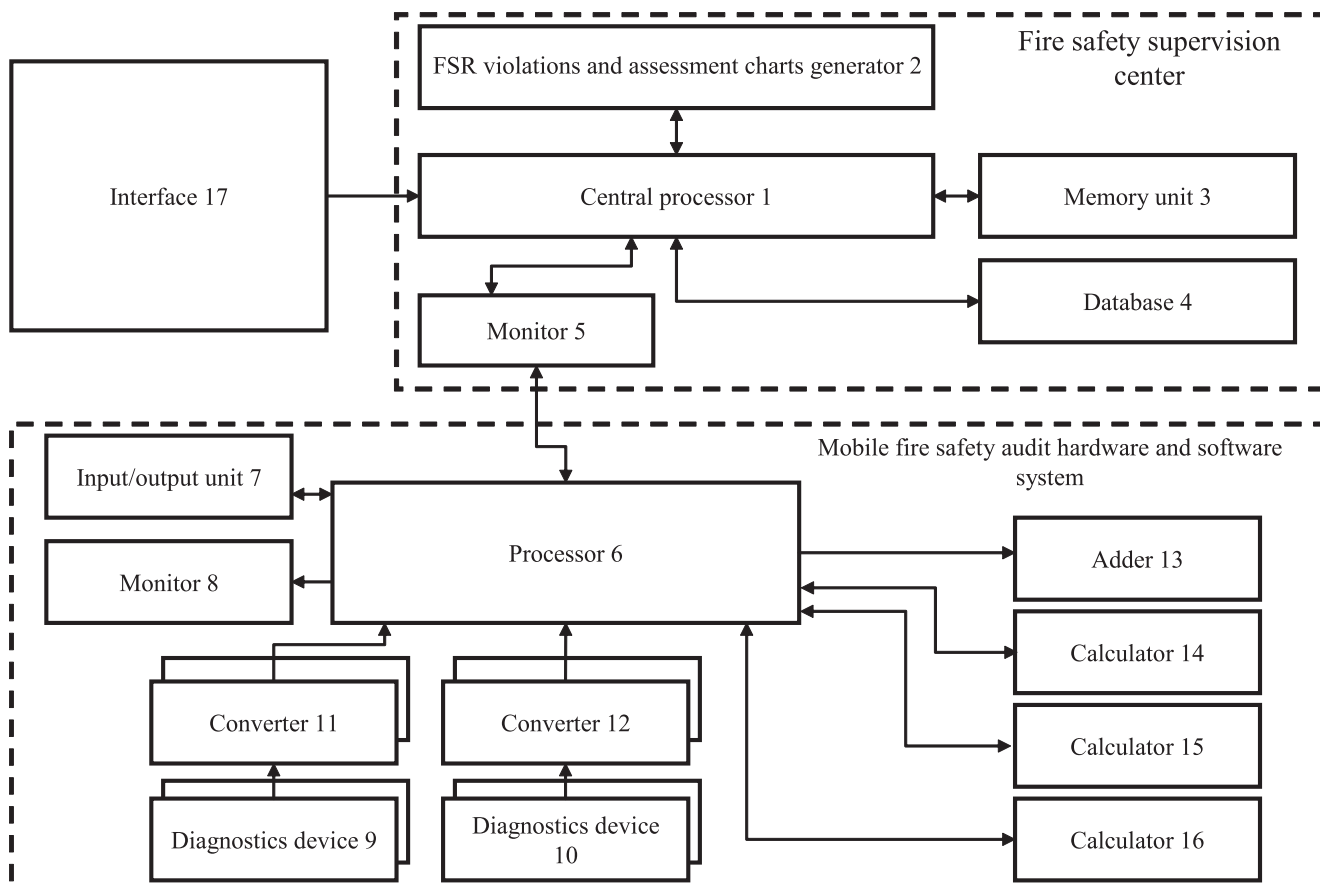 Fire safety supervision
center
FSR violations and assessment charts generator 2
Interface 17
Central processor 1
Memory unit 3
Database 4
Monitor 5
Mobile fire safety audit hardware and software
system
Input/output unit 7
Processor 6
Monitor 8
Adder 13
Calculator 14
Converter 11
Converter 12
Calculator 15
Diagnostics device 9
Diagnostics device
10
Calculator 16